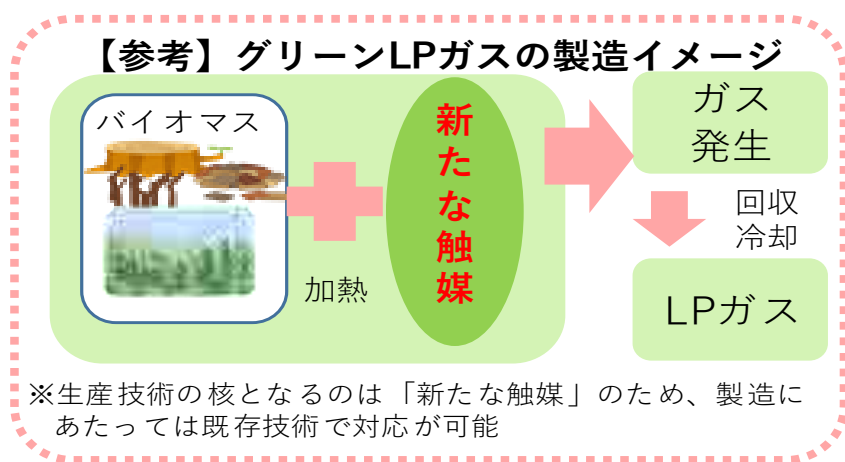 【参考】グリーンLPガスの製造イメージ
バイオマス
加熱
新たな触媒
ガス
発生
回収
冷却
LPガス
※生産技術の核となるのは「新たな触媒」のため、製造に
あたっては既存技術で対応が可能